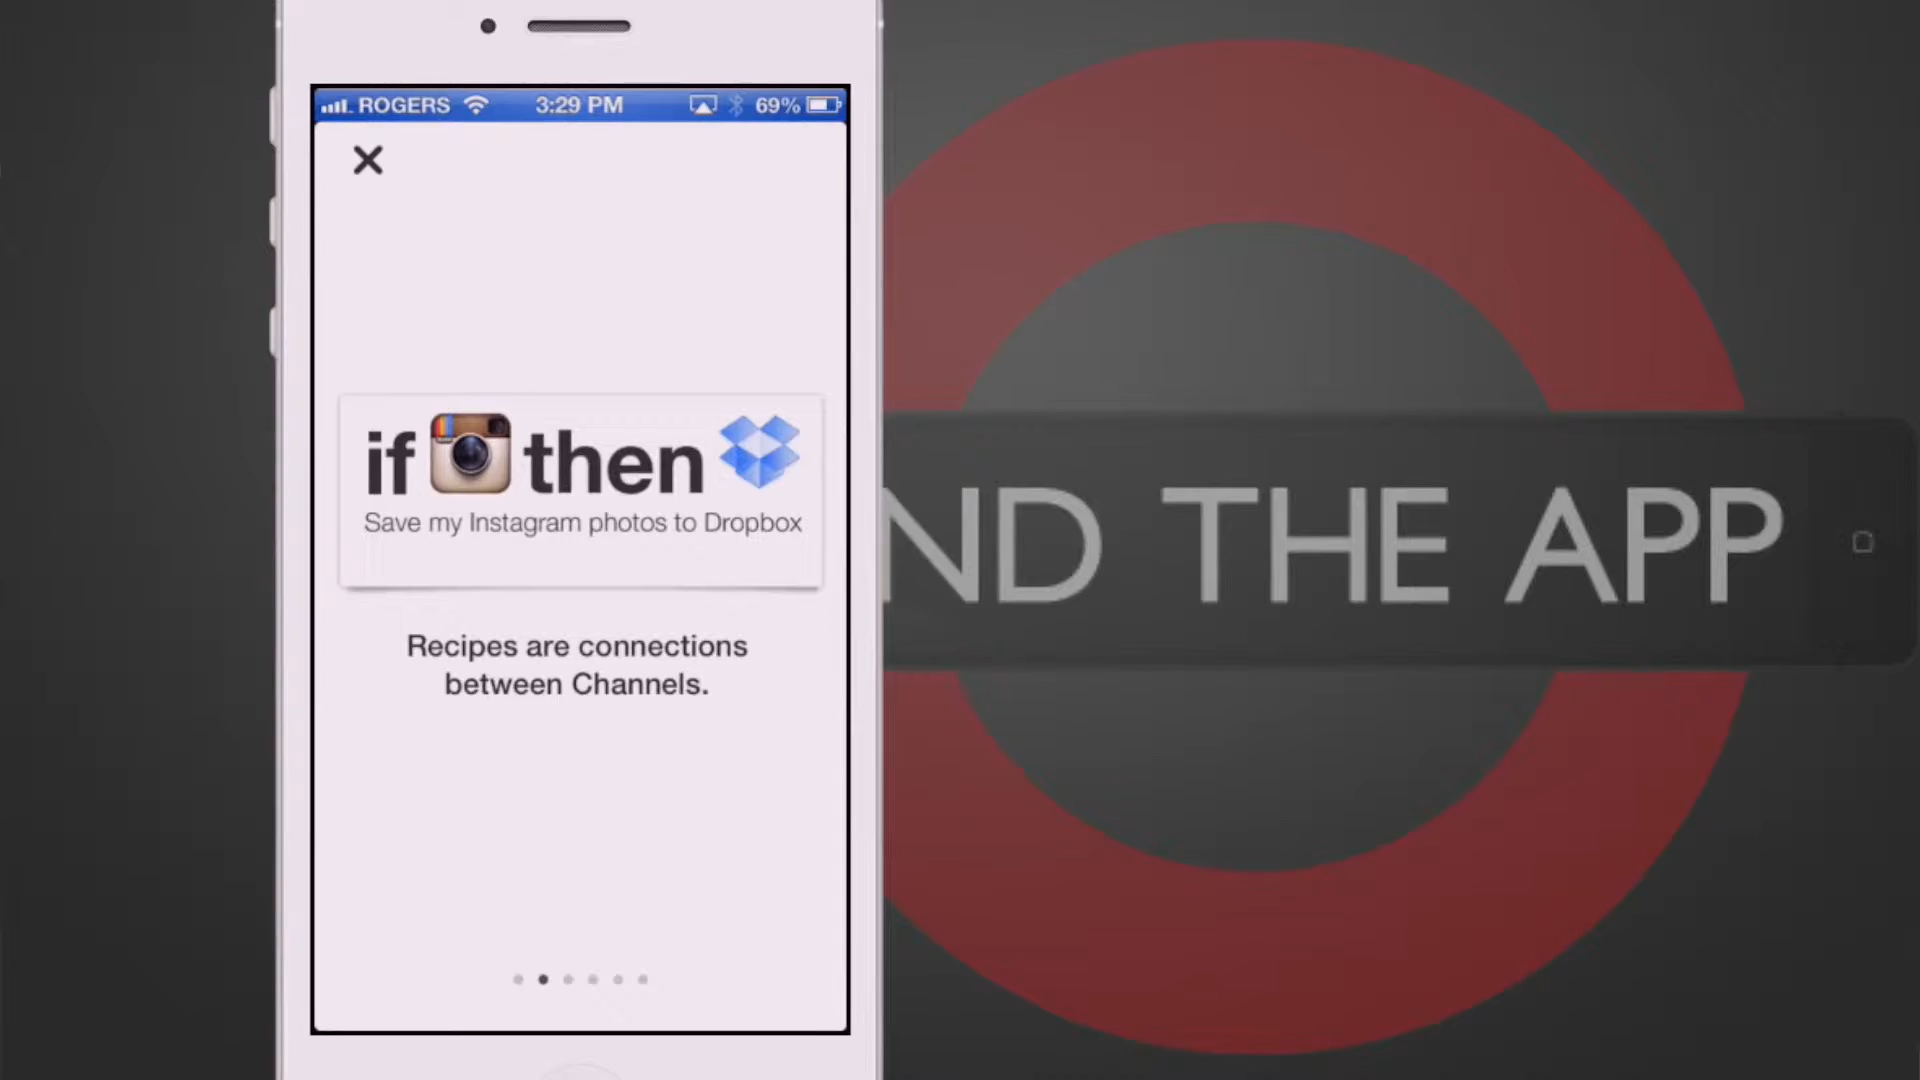 ROGERS 3:29 PM 69%
if then
Save my Instagram photos to Dropbox
Recipes are connections
between Channels.
ND THE APP